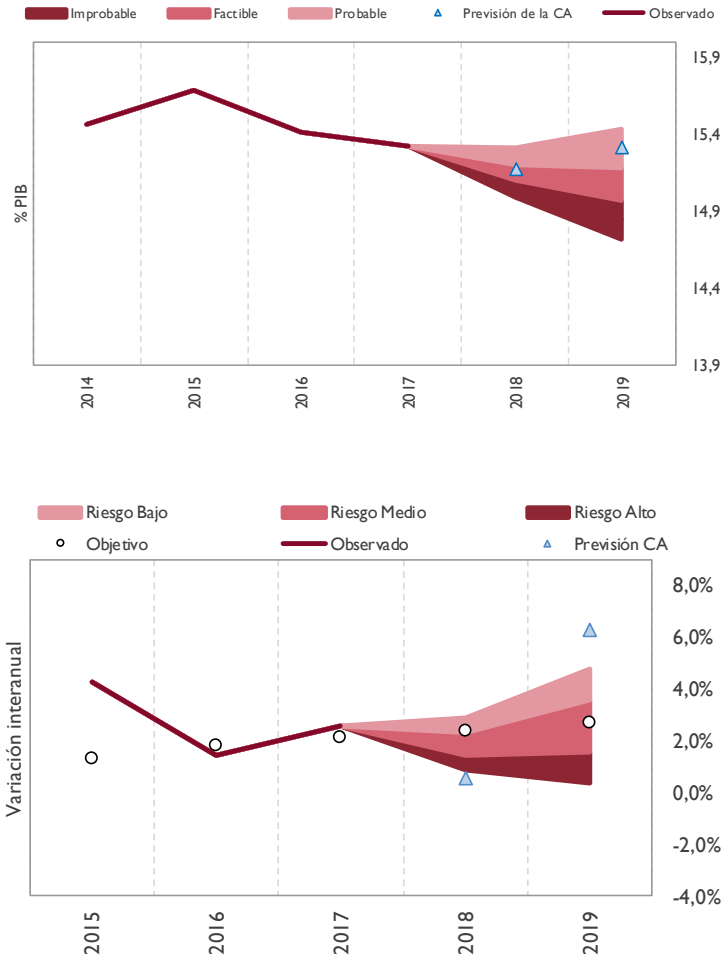 Improbable Factible Probable Previsión de la CA Observado
15,9
15,4
14,9
14,4
13,9
% PIB
2014 2015 2016 2017 2018 2019
Riesgo Bajo Riesgo Medio Riesgo Alto
Objetivo Observado Previsión CA
8,0%
6,0%
4,0%
2,0%
0,0%
-2,0%
-4,0%
Variación interanual
2015 2016 2017 2018 2019